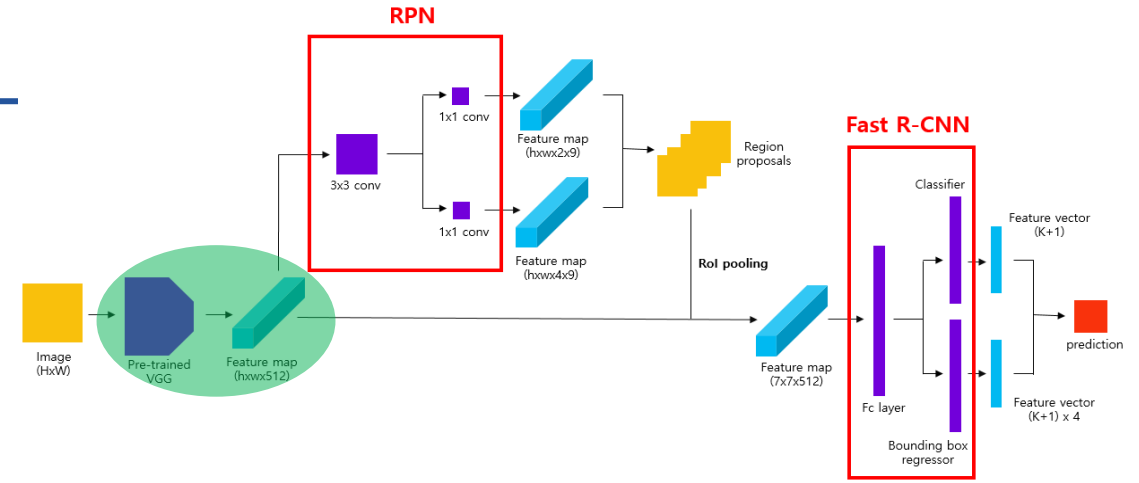 RPN
1x1 conv
Feature map
(hxwx2x9)
3x3 conv
1x1 conv
Feature map
(hxwx4x9)
Region
proposals
Image
(HxW)
Pre-trained
VGG
Feature map
(hxwx512)
RoI pooling
Feature map
(7x7x512)
Fast R-CNN
Classifier
Fc layer
Bounding box
regressor
Feature vector
(K+1)
Feature vector
(K+1) x 4
prediction